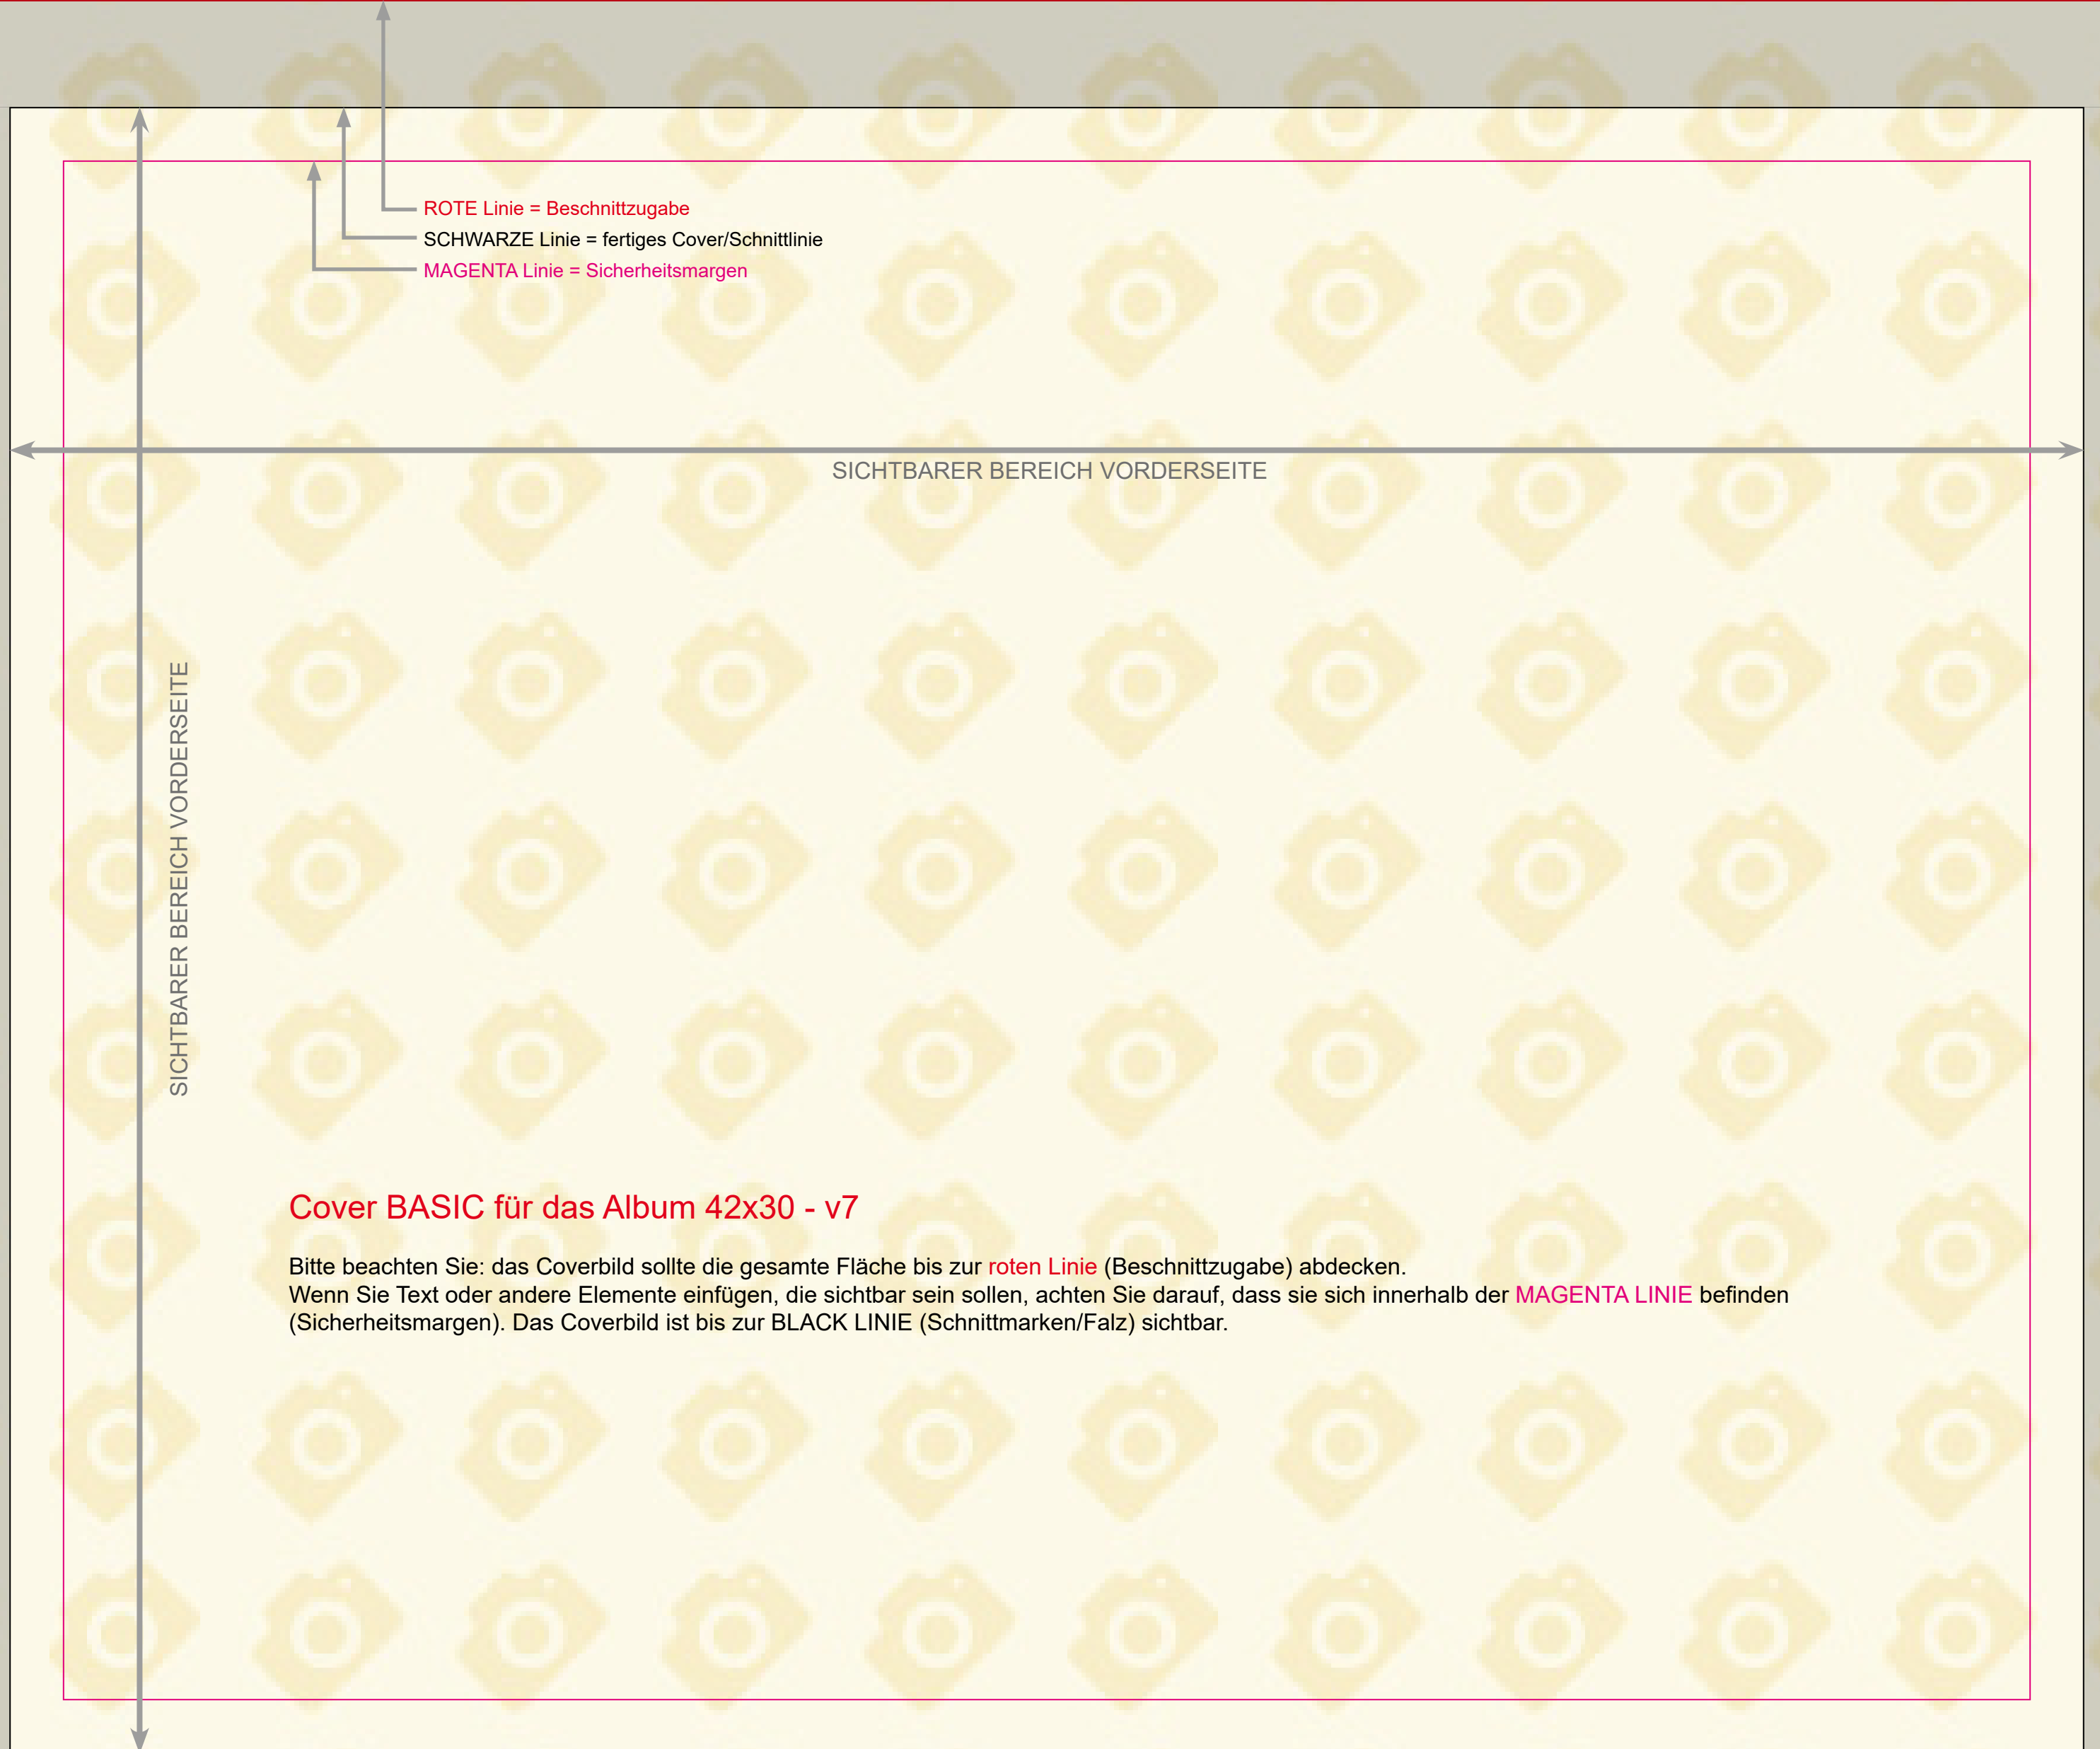 ROTE Linie = Beschnittzugabe
SCHWARZE Linie = fertiges Cover/Schnittlinie
MAGENTA Linie = Sicherheitsmargen
SICHTBARER BEREICH VORDERSEITE
SICHTBARER BEREICH VORDERSEITE
Cover BASIC für das Album 42x30 - v7
Bitte beachten Sie: das Coverbild sollte die gesamte Fläche bis zur roten Linie (Beschnittzugabe) abdecken.
Wenn Sie Text oder andere Elemente einfügen, die sichtbar sein sollen, achten Sie darauf, dass sie sich innerhalb der MAGENTA LINIE befinden
(Sicherheitsmargen). Das Coverbild ist bis zur BLACK LINIE (Schnittmarken/Falz) sichtbar.